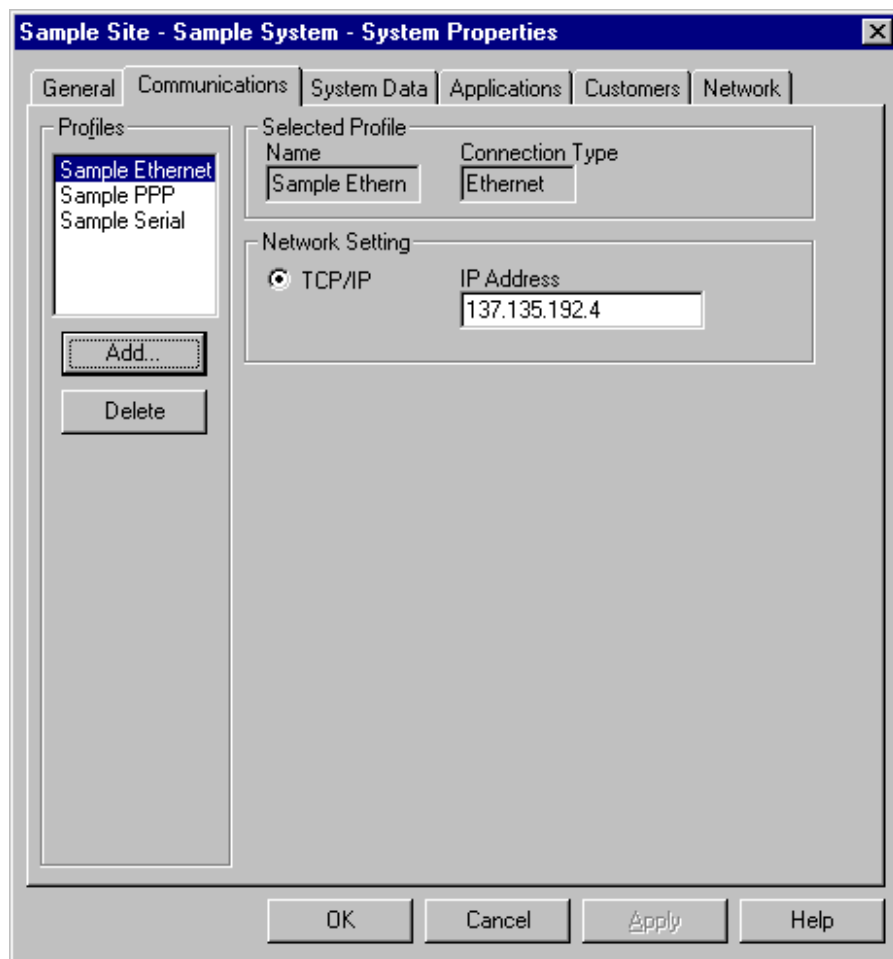 Sample Site - Sample System - System Properties
General Communications System Data Applications Customers Network
Profiles
Sample Ethernet
Sample PPP
Sample Serial
Add...
Delete
Selected Profile
Name Connection Type
Sample Ethern Ethernet
Network Setting
TCP/IP IP Address
137.135.192.4
OK Cancel Apply Help